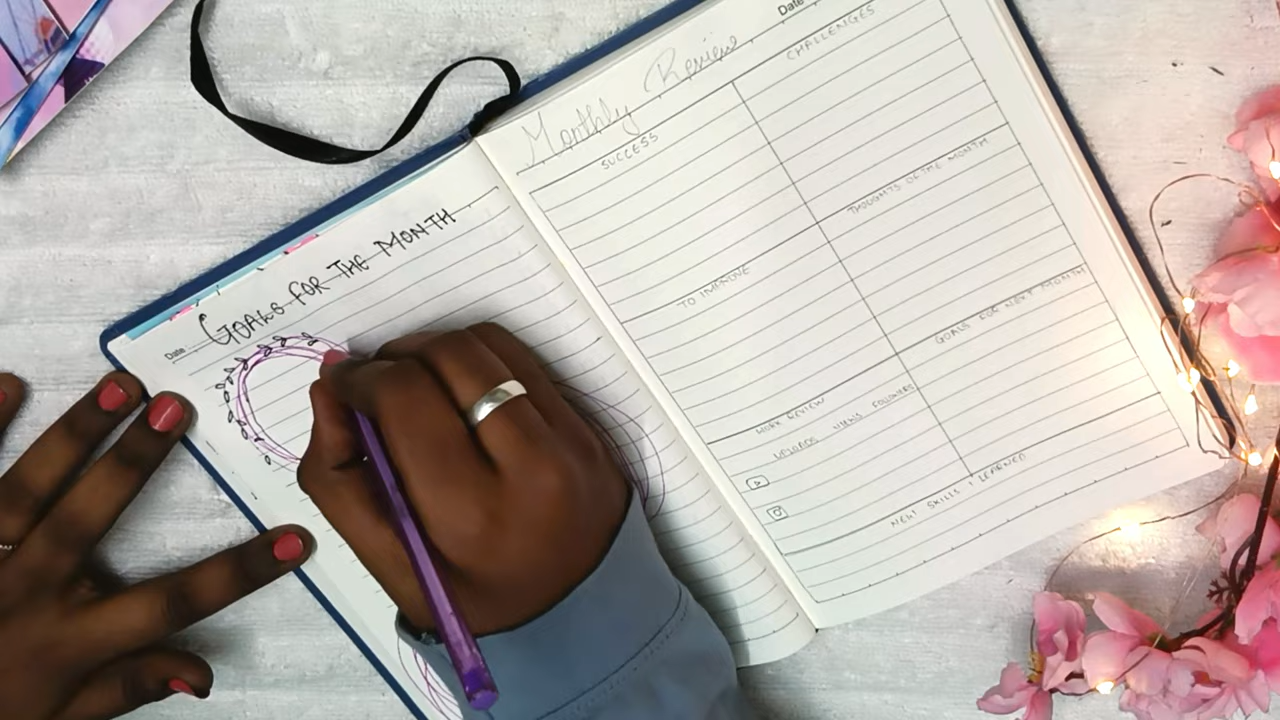 Date
GOALS FOR THE MONTH
Date
Monthly Review
SUCCESS
CHALLENGES
THOUGHTS OF THE MONTH
TO IMPROVE
GOALS FOR NEXT MONTH
WORK REVIEW
UPLOADS VIEWS FOLLOWERS
NEW SKILLS I LEARNED